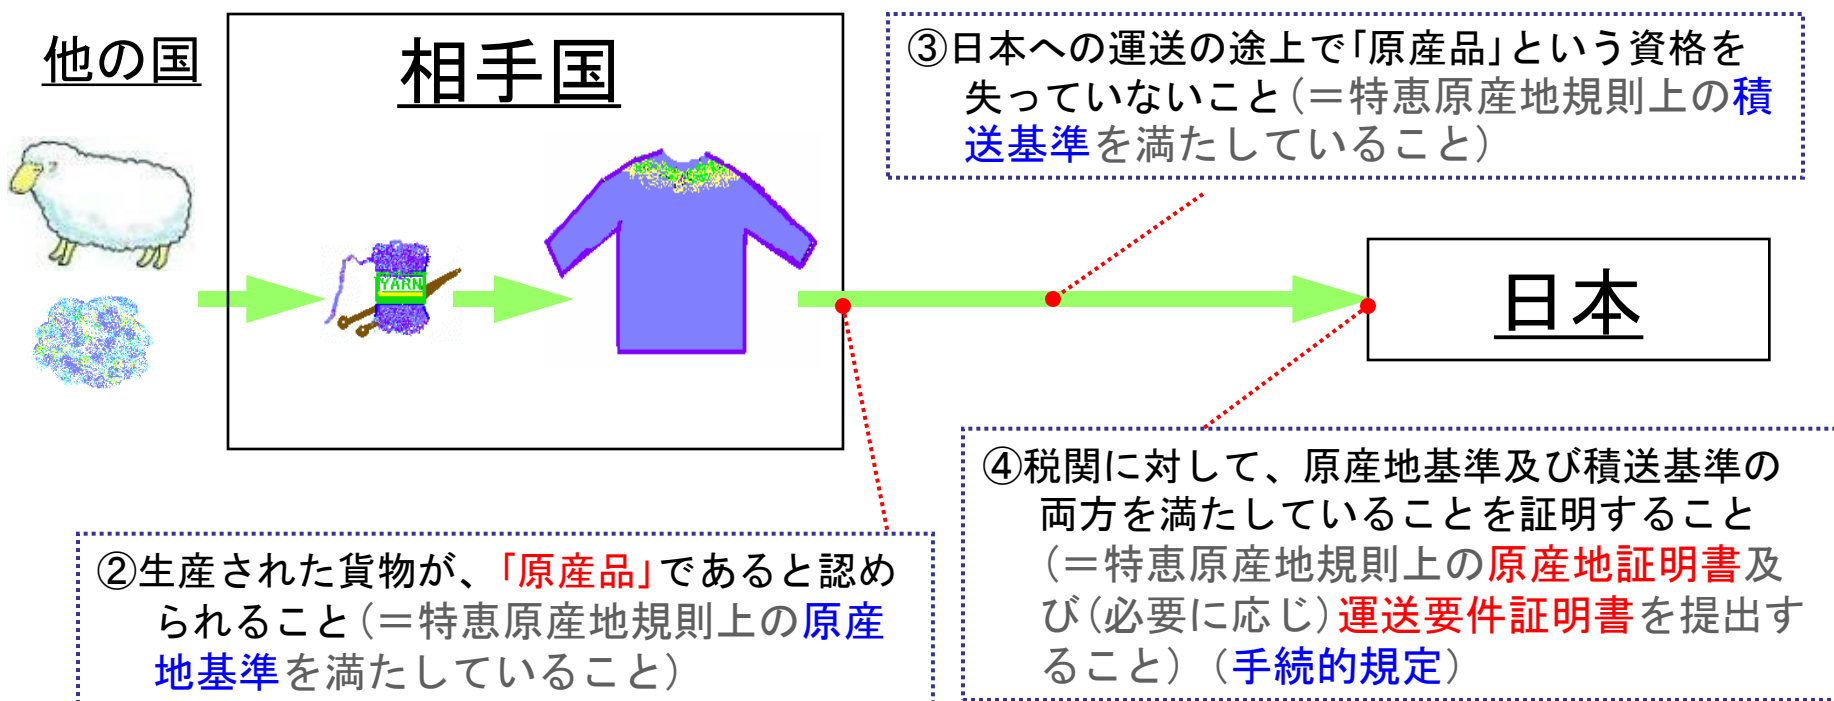 他の国
相手国
③日本への運送の途上で「原産品」という資格を
失っていないこと（＝特恵原産地規則上の積
送基準を満たしていること）
YARN
日本
②生産された貨物が、「原産品」であると認め
られること（＝特恵原産地規則上の原産
地基準を満たしていること）
④税関に対して、原産地基準及び積送基準の
両方を満たしていることを証明すること
（＝特恵原産地規則上の原産地証明書及
び（必要に応じ）運送要件証明書を提出す
ること）（手続的規定）